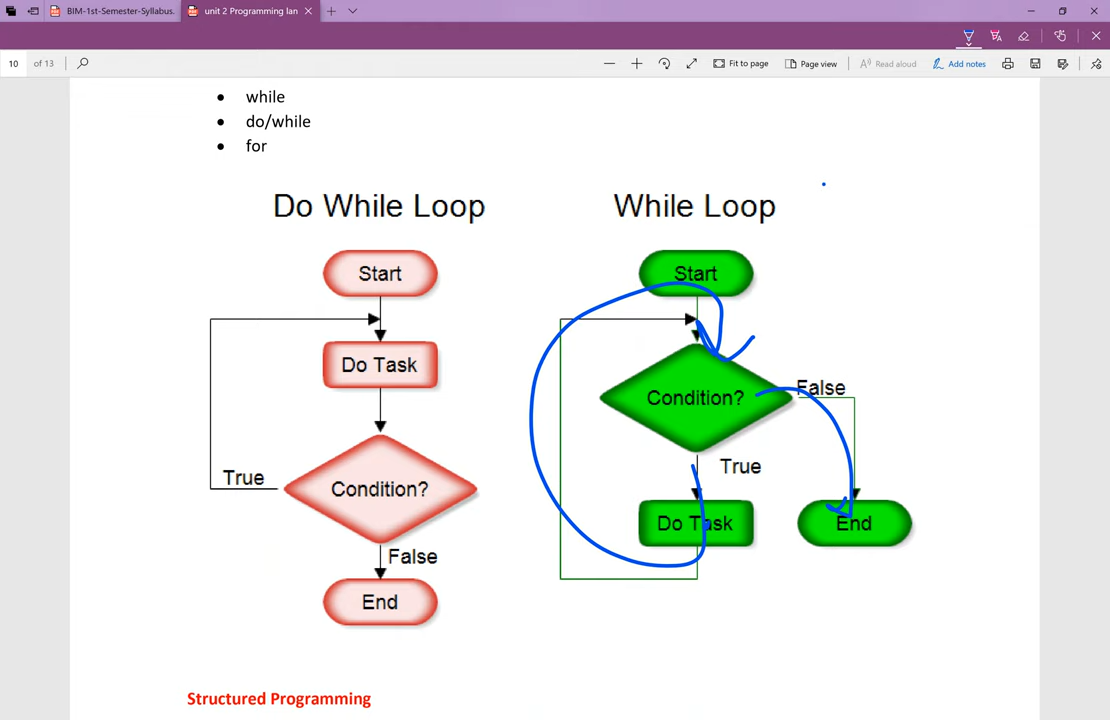 BIM-1st-Semester-Syllabus.
unit 2 Programming lan
10 of 13
Fit to page
Page view
Read aloud
Add notes
• while
• do/while
• for
Do While Loop
Start
Do Task
Condition?
True
False
End
While Loop
Start
Condition?
False
True
Do Task
End
Structured Programming